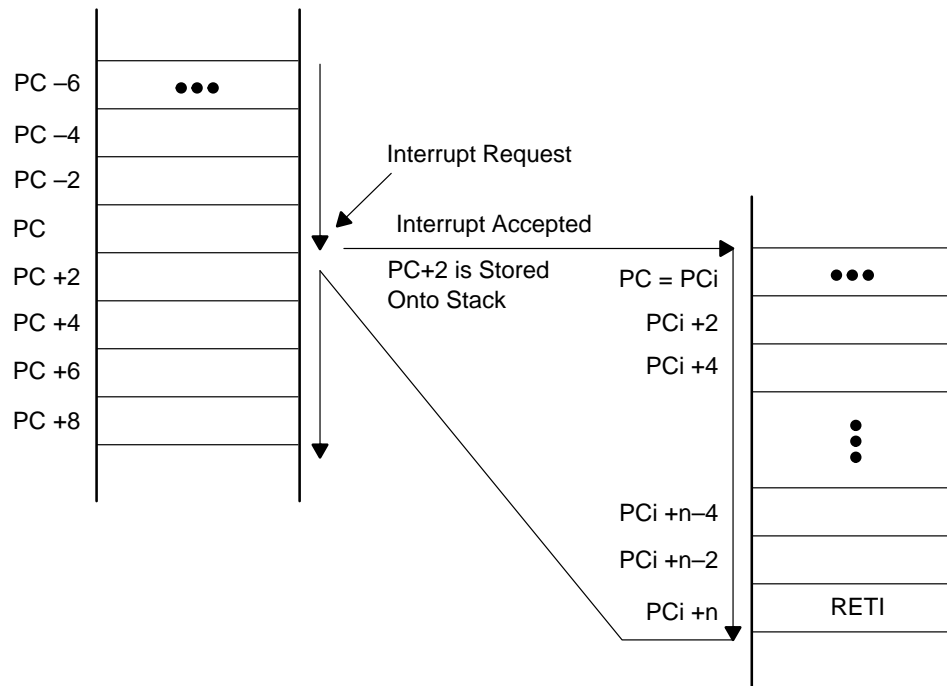 PC –6
PC –4
PC –2
PC
PC +2
PC +4
PC +6
PC +8
Interrupt Request
Interrupt Accepted
PC+2 is Stored
Onto Stack
PC = PCi
PCi +2
PCi +4
PCi +n–4
PCi +n–2
PCi +n
RETI